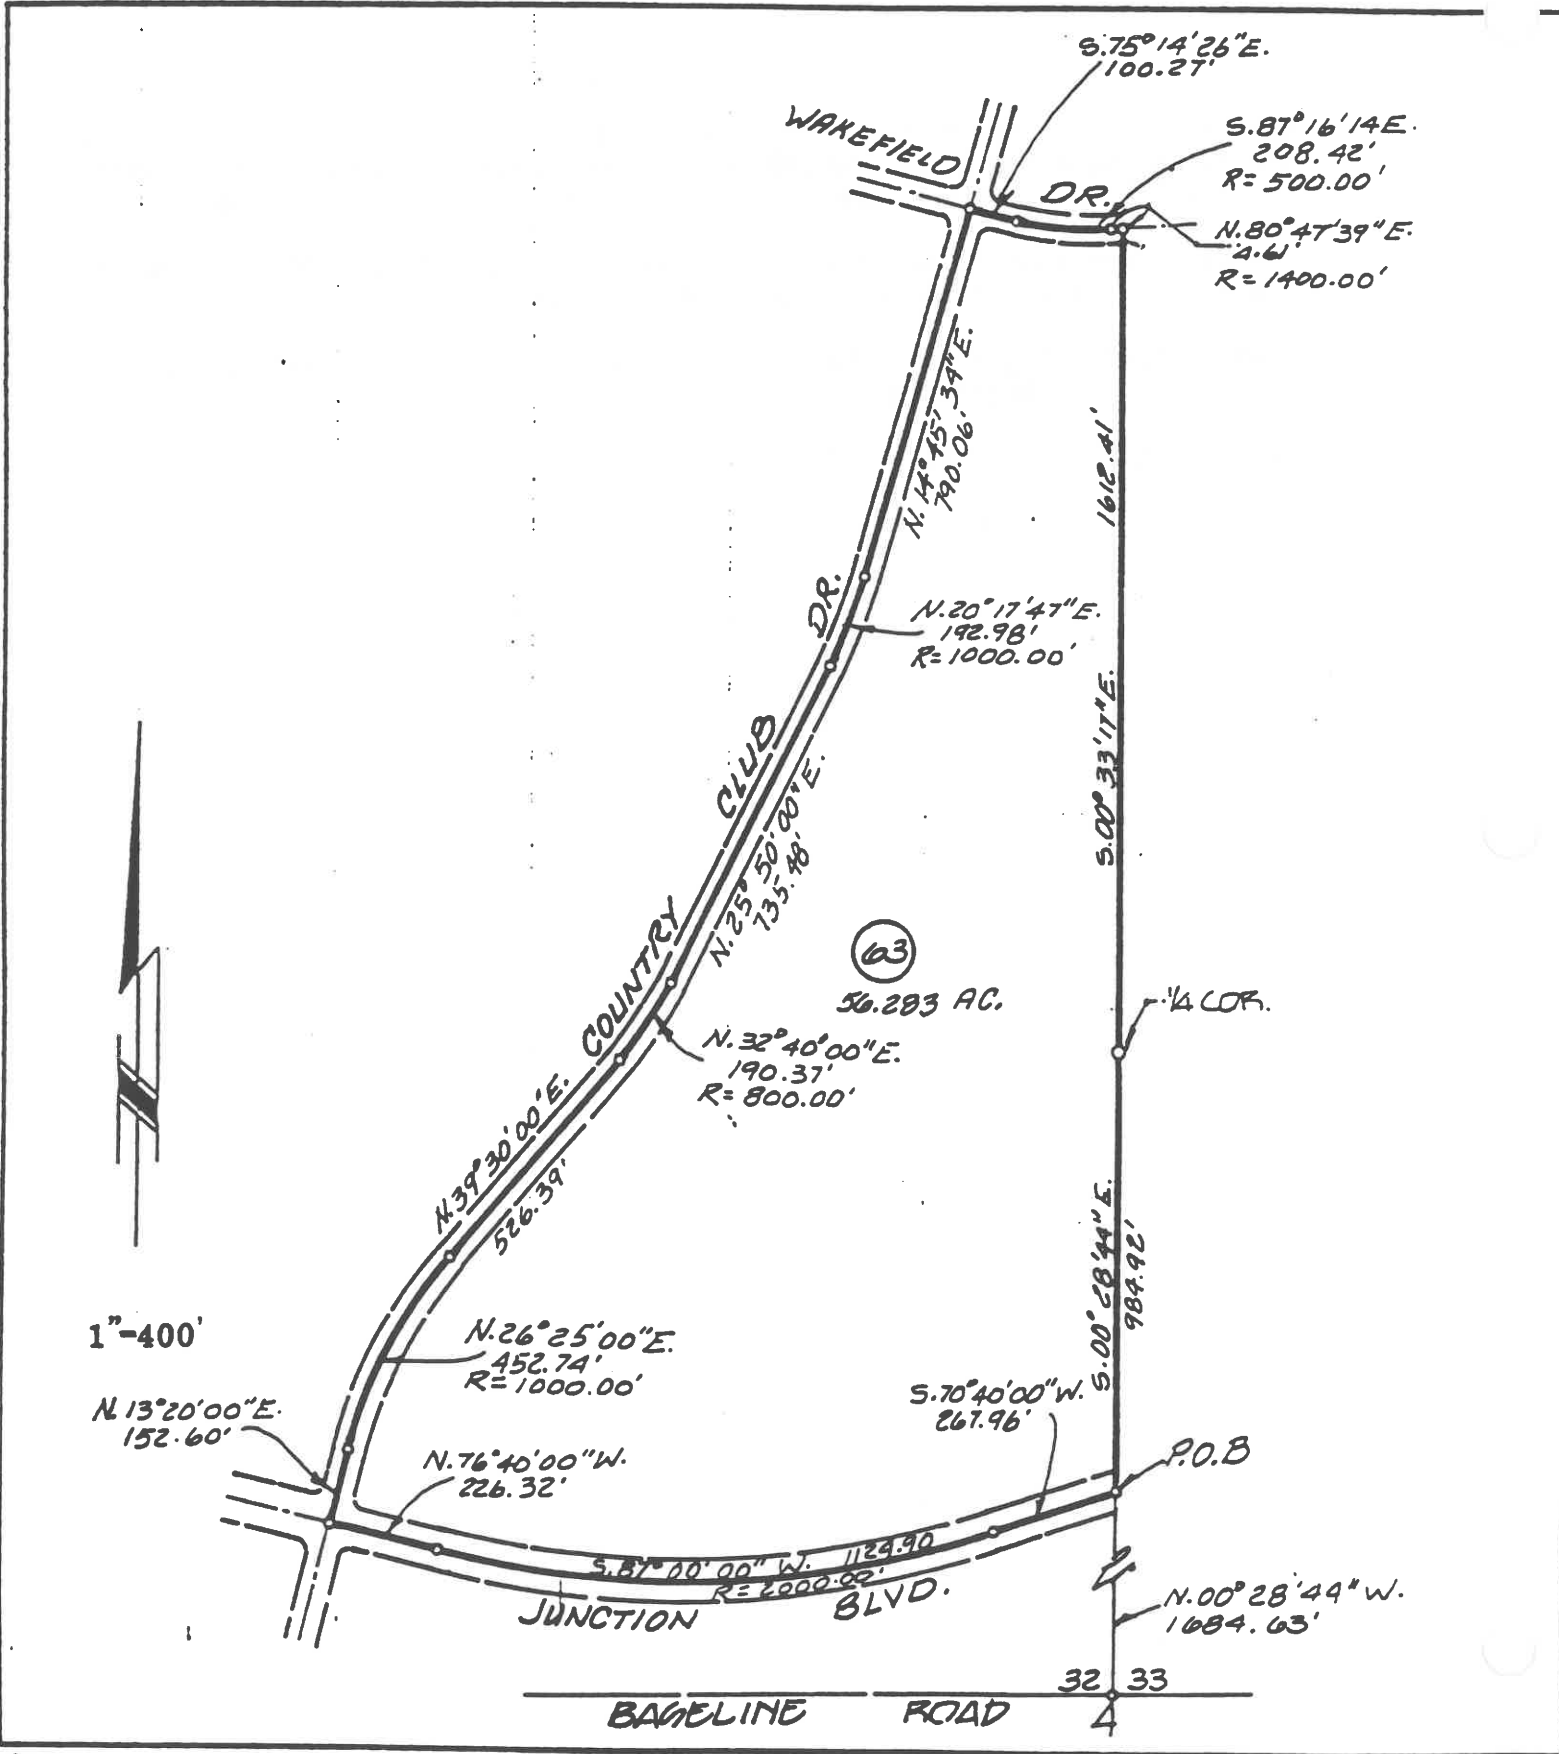 S.75°14'26"E.
100.27'
WAKEFIELD DR.
S.87°16'14E.
208.42'
R=500.00'
N.80°47'39"E.
4.61'
R=1400.00'
N.14°45'34"E.
790.06'
1612.41'
S.00°33'17"E.
N.20°17'47"E.
192.98'
R=1000.00'
COUNTRY CLUB DR.
N.25°50'00"E.
735.48'
63
56.283 AC.
1/4 COR.
N.32°40'00"E.
190.37'
R=800.00'
N.39°30'00'E.
526.39'
S.00°28'44"E.
984.92'
1"-400'
N.26°25'00"E.
452.74'
R=1000.00'
N.13°20'00"E.
152.60'
N.76°40'00"W.
226.32'
S.70°40'00"W.
267.96'
P.O.B
S.87°00'00" W. 1129.90
R=2000.00'
JUNCTION BLVD.
N.00°28'44"W.
1684.63'
32 33
BASELINE ROAD
4